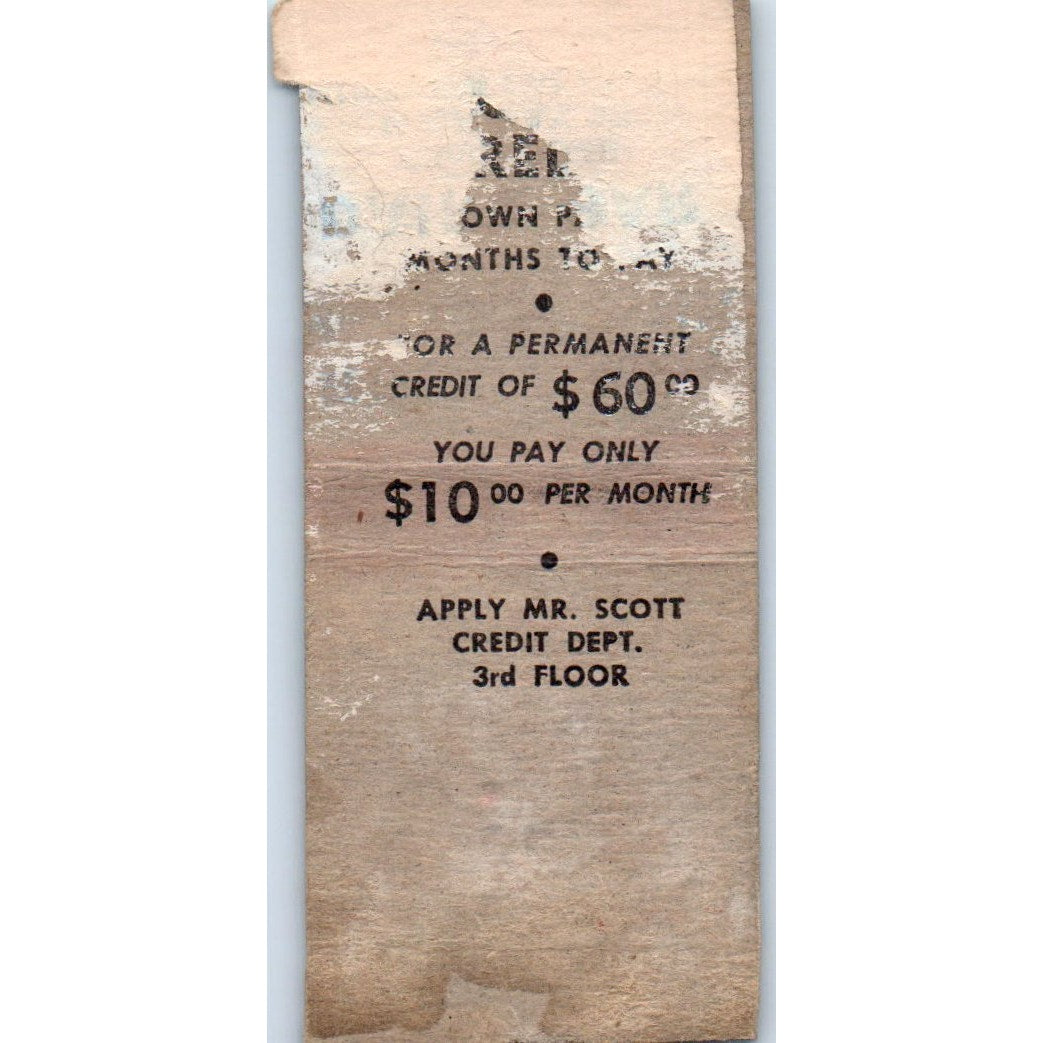 MONTHS TO PAY
•
FOR A PERMANENT
CREDIT OF $60.00
YOU PAY ONLY
$10 00 PER MONTH
•
APPLY MR. SCOTT
CREDIT DEPT.
3rd FLOOR